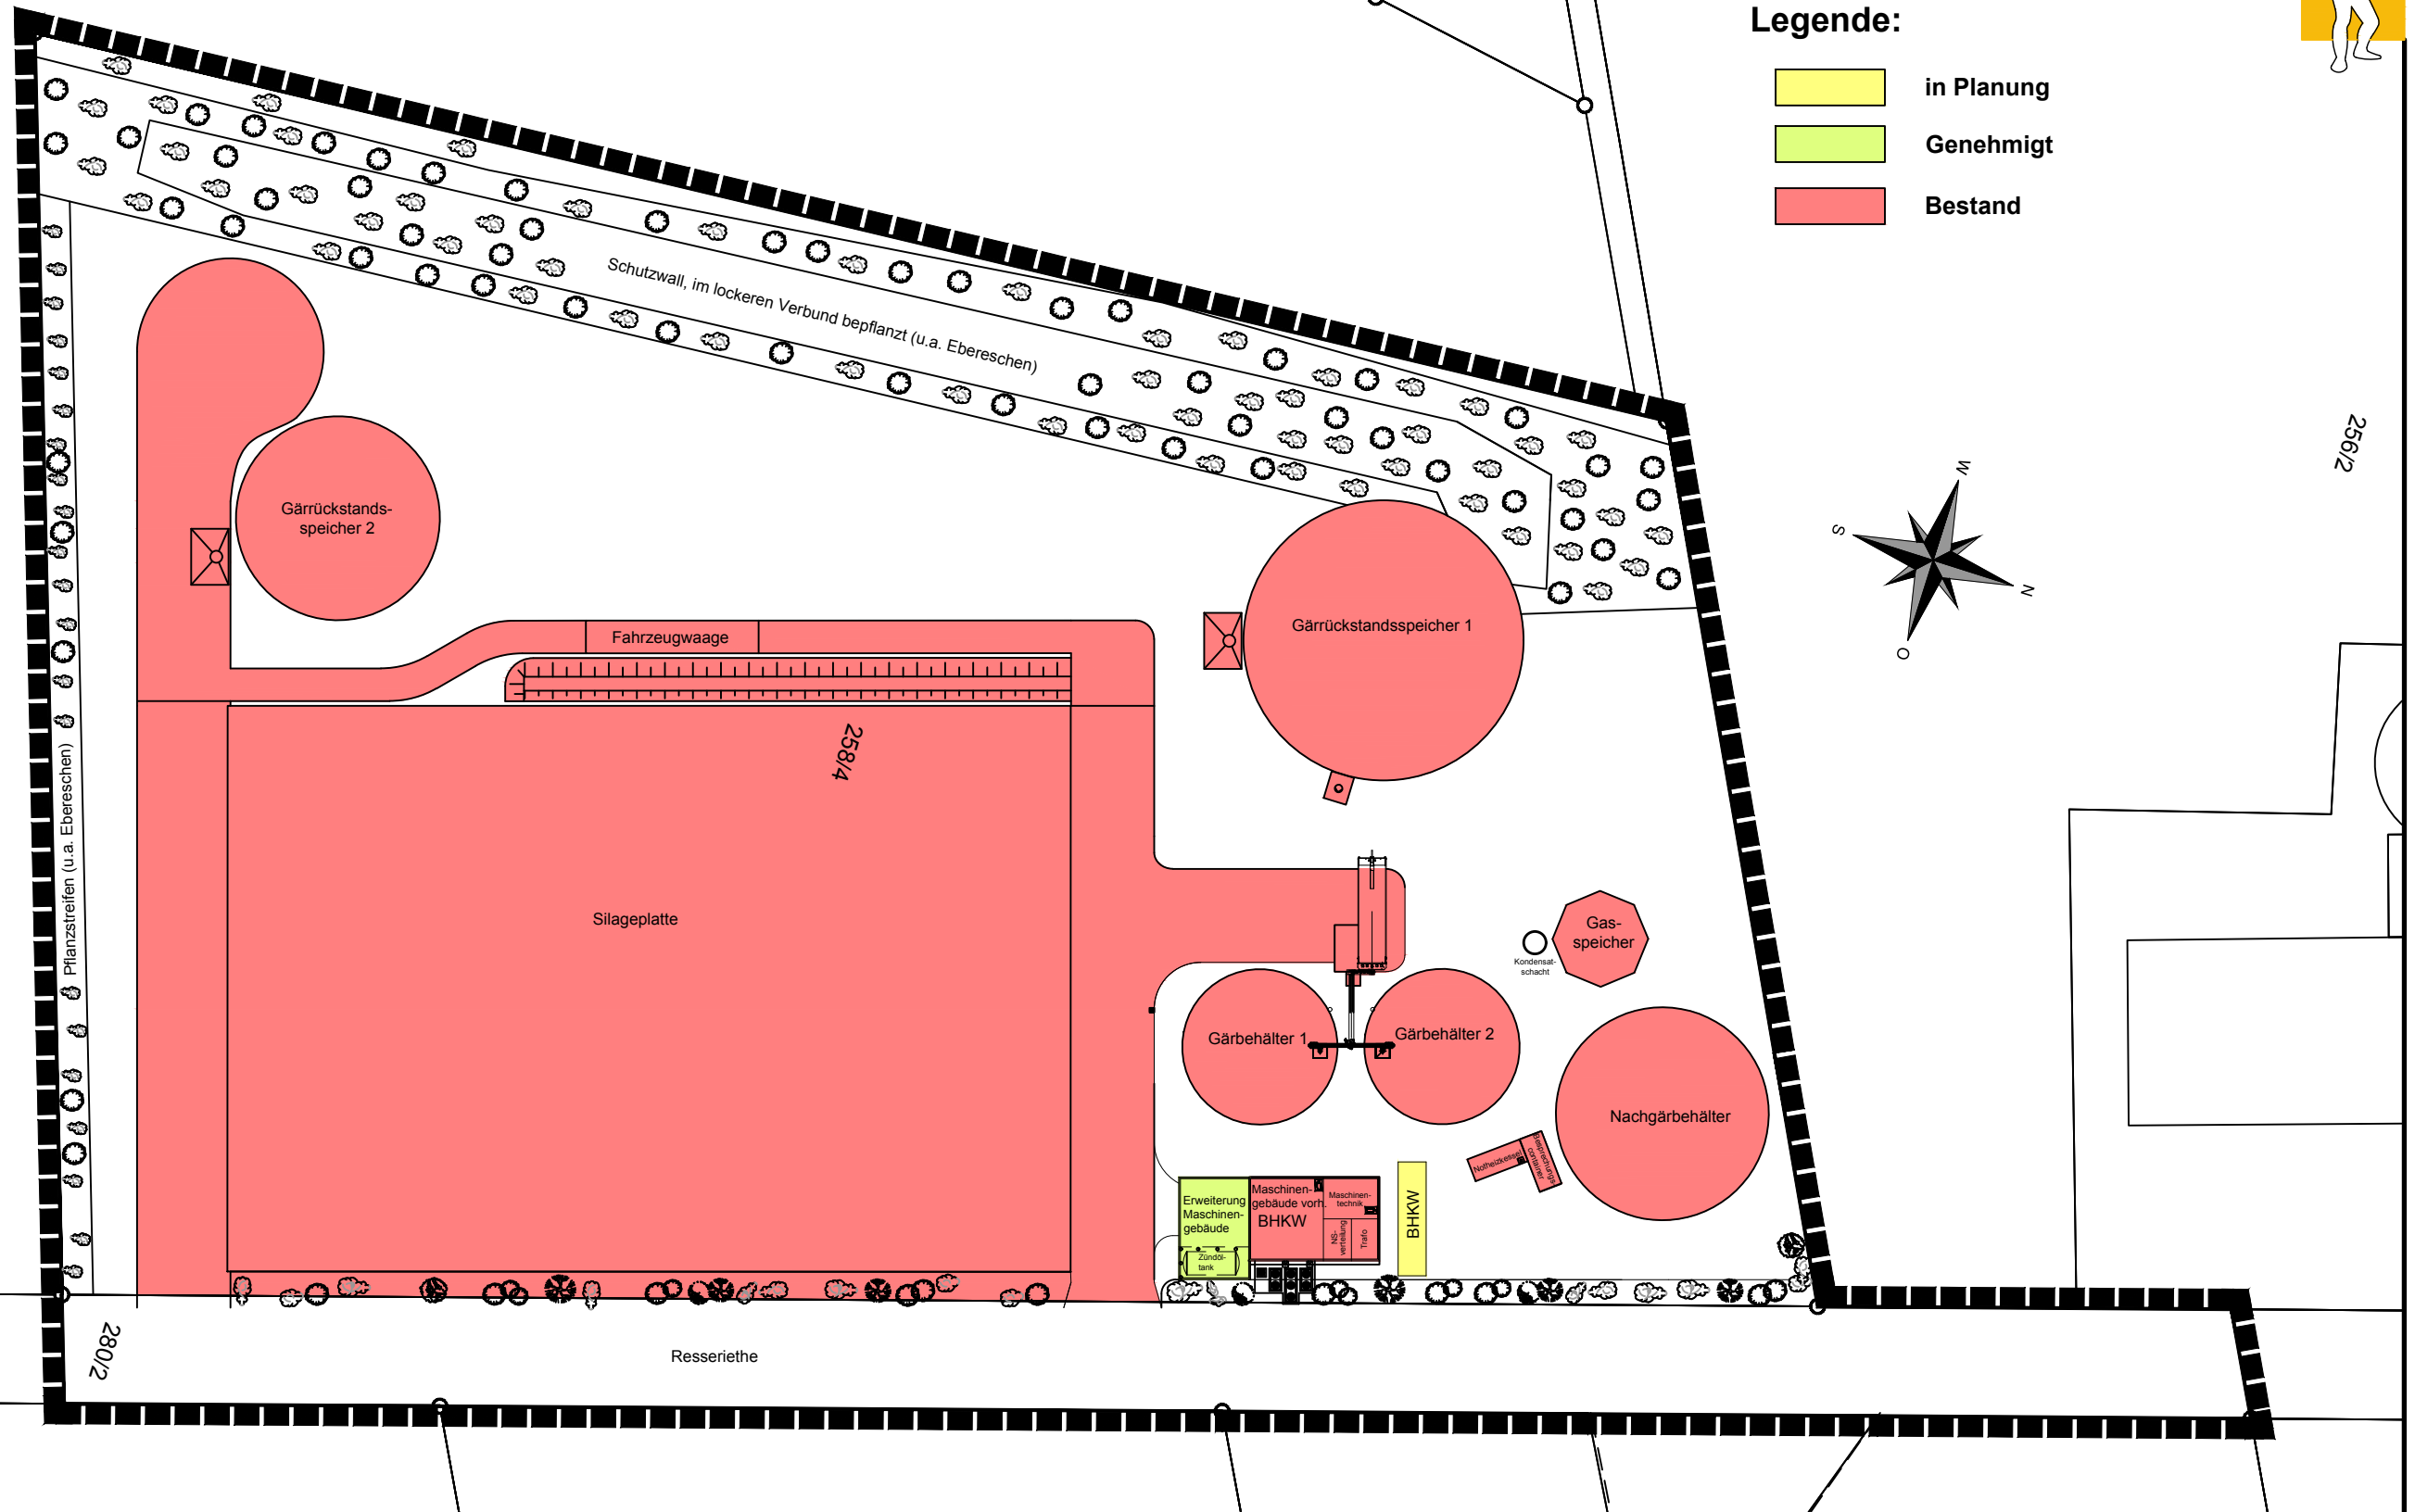 Legende:
in Planung
Genehmigt
Bestand
Schutzwall, im lockeren Verbund bepflanzt (u.a. Ebereschen)
256/2
W
S
N
O
Gärrückstands-
speicher 2
Fahrzeugwaage
Gärrückstandsspeicher 1
258/4
Pflanzstreifen (u.a. Ebereschen)
Silageplatte
Gas-
speicher
Kondensat-
schacht
Gärbehälter 1
Gärbehälter 2
Nachgärbehälter
Notheizkessel
Besprechungs-
container
Erweiterung
Maschinen-
gebäude
Zündöl-
tank
Maschinen-
gebäude vorh.
BHKW
Maschinen-
technik
NS-
verteilung
Trafo
BHKW
280/2
Resseriethe